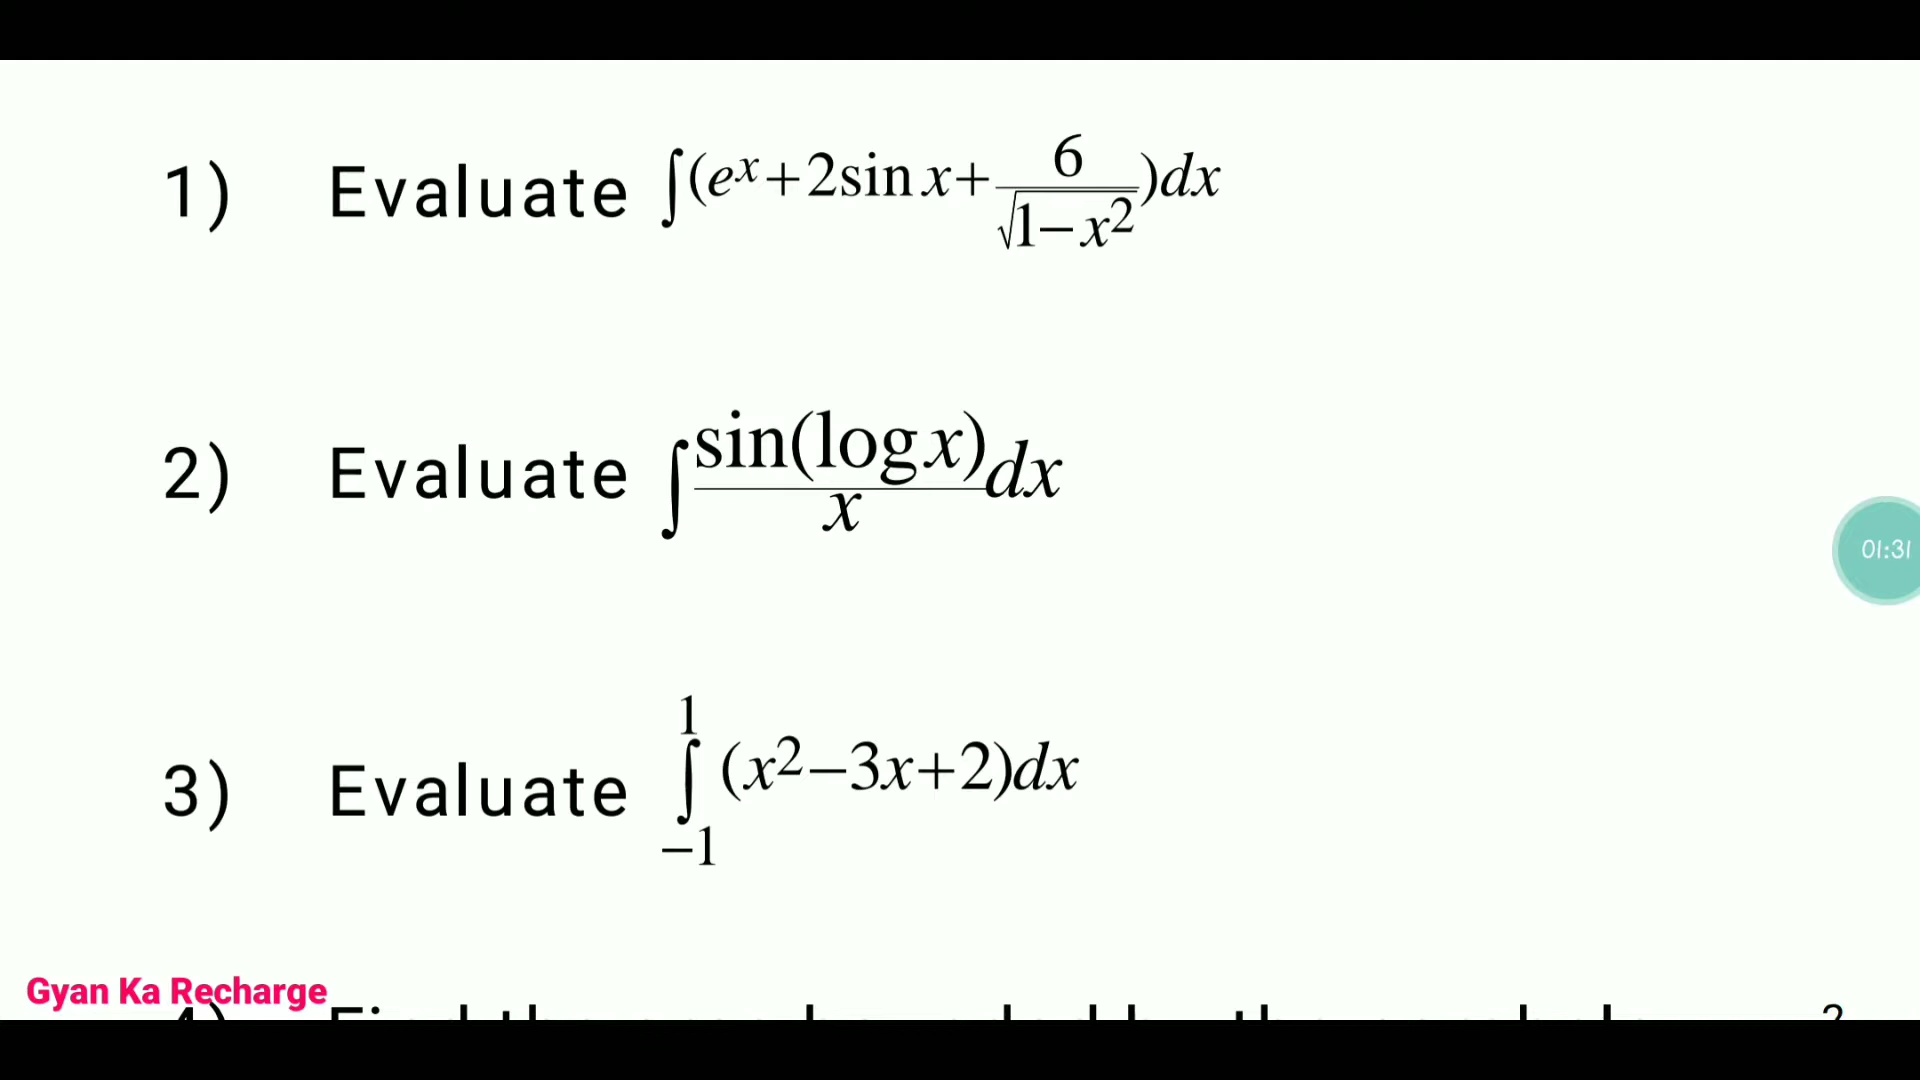 1) Evaluate ∫(eˣ+2sin x+6/√(1−x²))dx
2) Evaluate ∫sin(log x)/x dx
01:31
3) Evaluate ∫₋₁¹ (x²−3x+2)dx
Gyan Ka Recharge